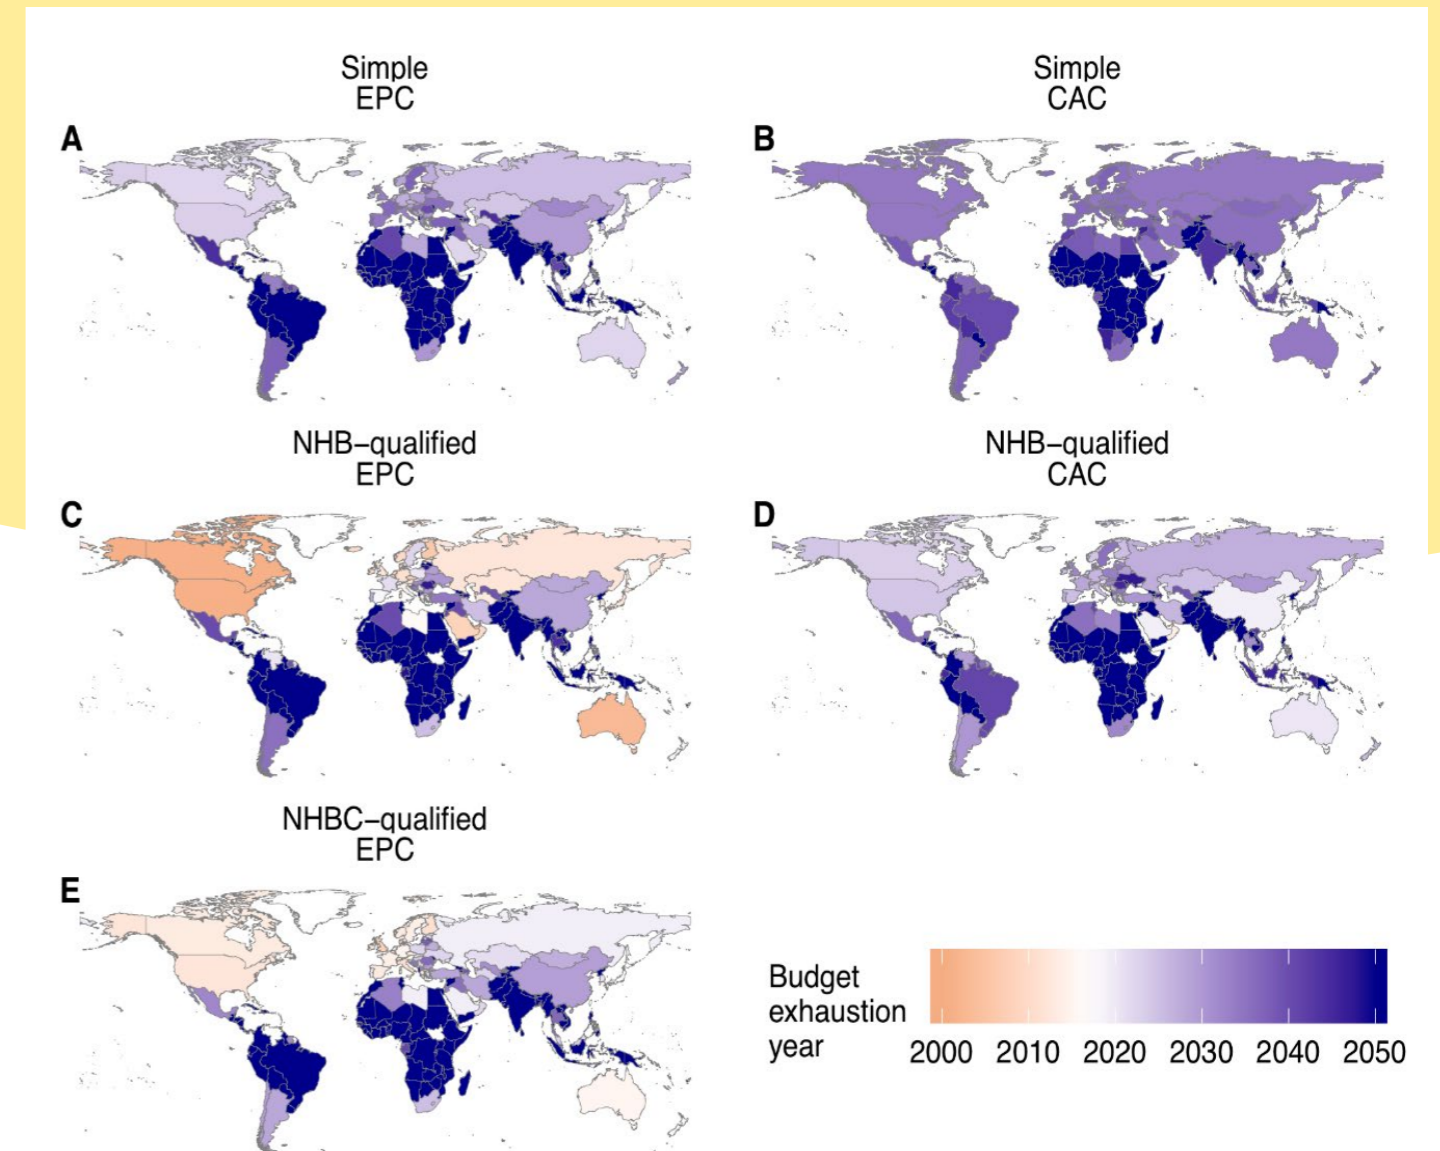 Simple
EPC
A
Simple
CAC
B
NHB−qualified
EPC
C
NHB−qualified
CAC
D
NHBC−qualified
EPC
E
Budget
exhaustion
year
2000 2010 2020 2030 2040 2050